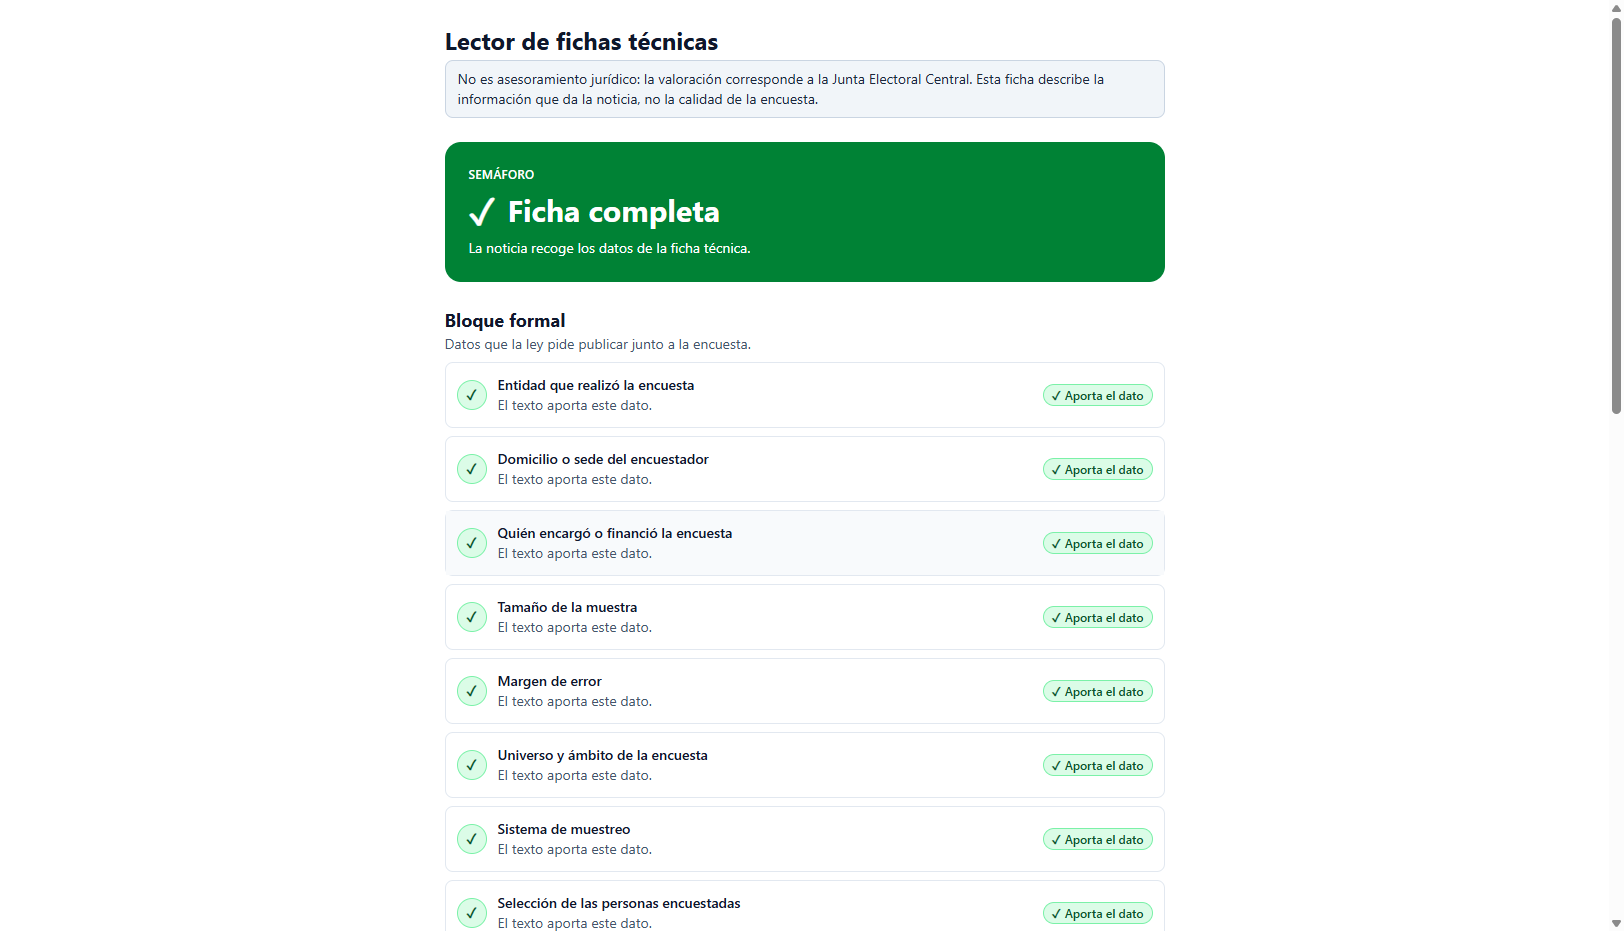 Lector de fichas técnicas
No es asesoramiento jurídico: la valoración corresponde a la Junta Electoral Central. Esta ficha describe la
información que da la noticia, no la calidad de la encuesta.
SEMÁFORO
✓ Ficha completa
La noticia recoge los datos de la ficha técnica.
Bloque formal
Datos que la ley pide publicar junto a la encuesta.
✓ Entidad que realizó la encuesta ✓ Aporta el dato
El texto aporta este dato.
✓ Domicilio o sede del encuestador ✓ Aporta el dato
El texto aporta este dato.
✓ Quién encargó o financió la encuesta ✓ Aporta el dato
El texto aporta este dato.
✓ Tamaño de la muestra ✓ Aporta el dato
El texto aporta este dato.
✓ Margen de error ✓ Aporta el dato
El texto aporta este dato.
✓ Universo y ámbito de la encuesta ✓ Aporta el dato
El texto aporta este dato.
✓ Sistema de muestreo ✓ Aporta el dato
El texto aporta este dato.
✓ Selección de las personas encuestadas ✓ Aporta el dato
El texto aporta este dato.